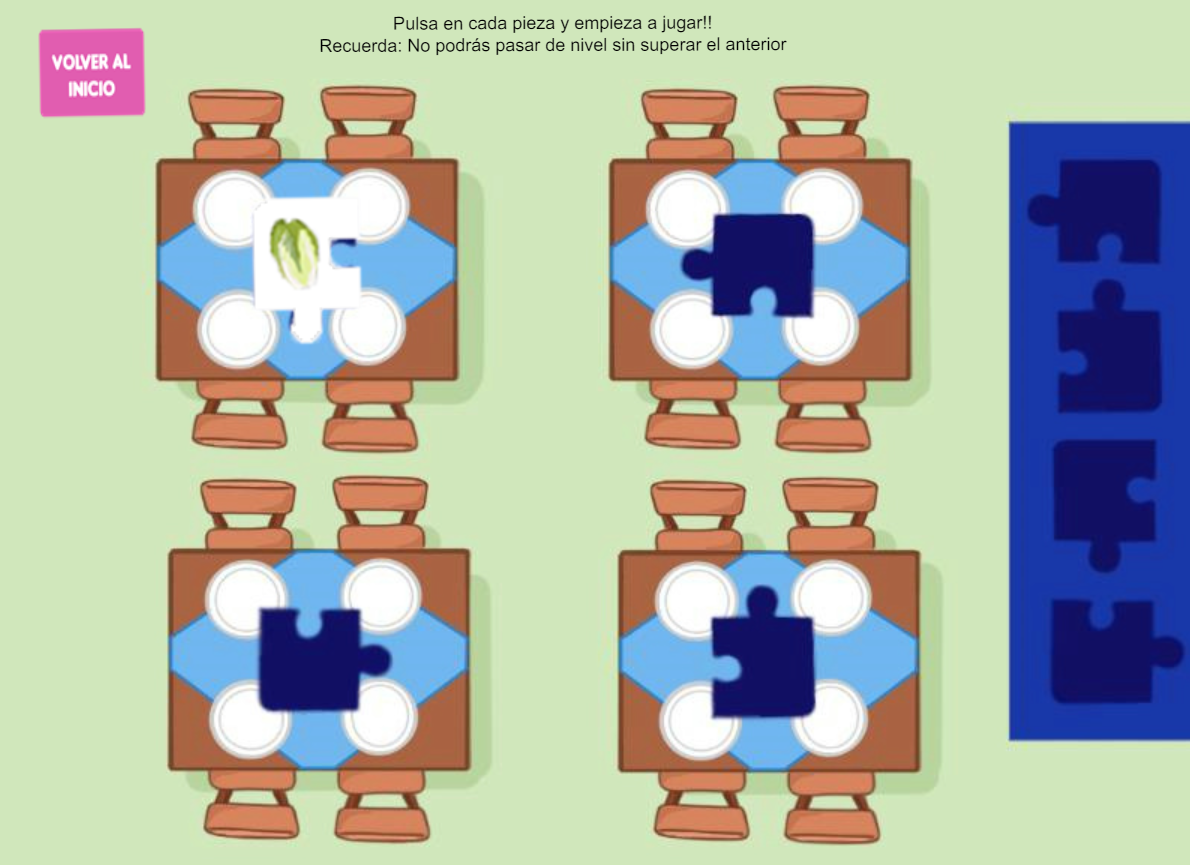 Pulsa en cada pieza y empieza a jugar!!
Recuerda: No podrás pasar de nivel sin superar el anterior
VOLVER AL
INICIO